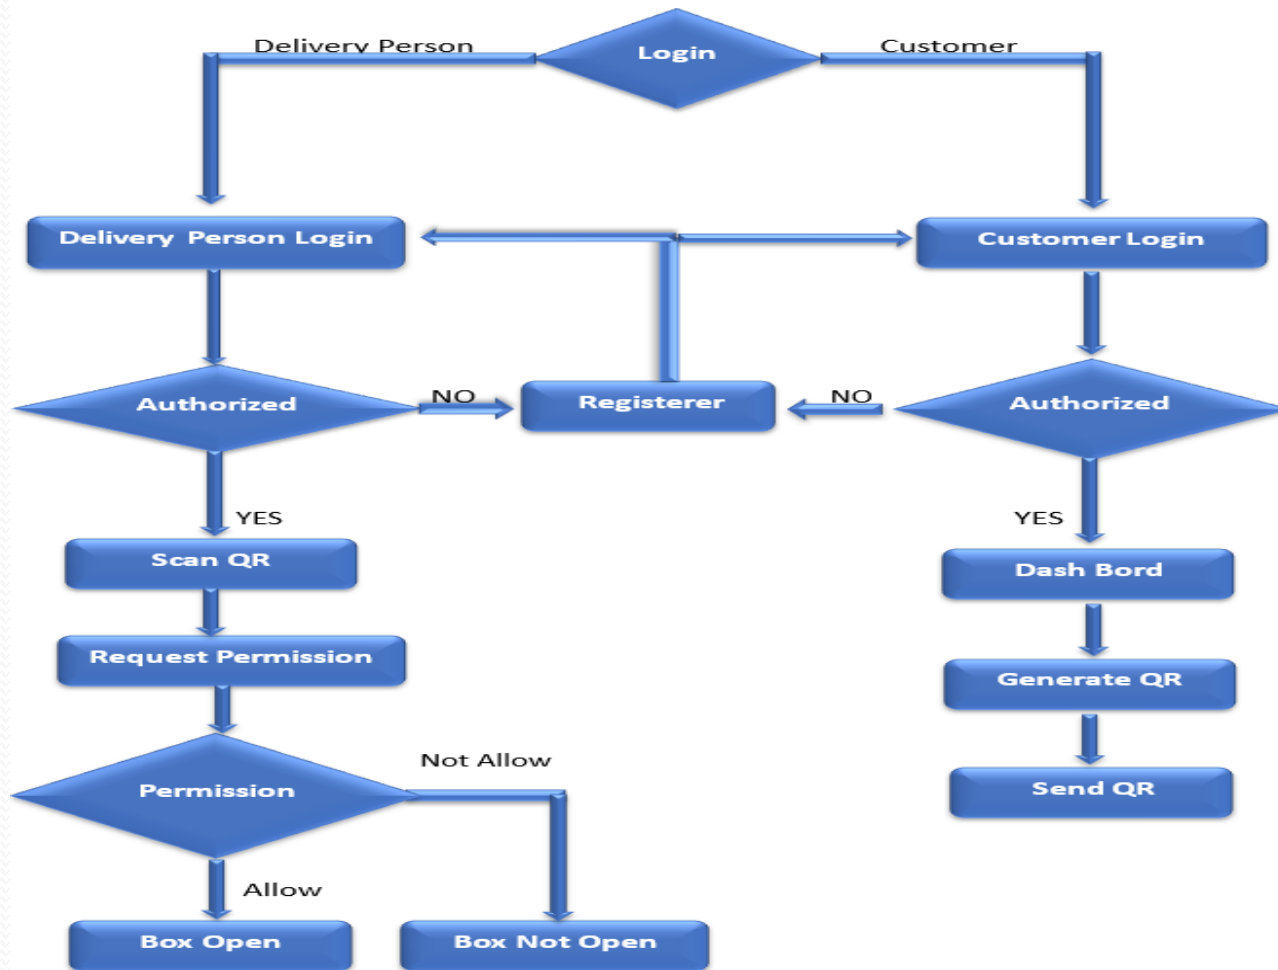 Delivery Person
Login
Customer
Delivery Person Login
Customer Login
Authorized
NO
Registerer
NO
Authorized
YES
YES
Scan QR
Dash Bord
Request Permission
Generate QR
Not Allow
Permission
Send QR
Allow
Box Open
Box Not Open